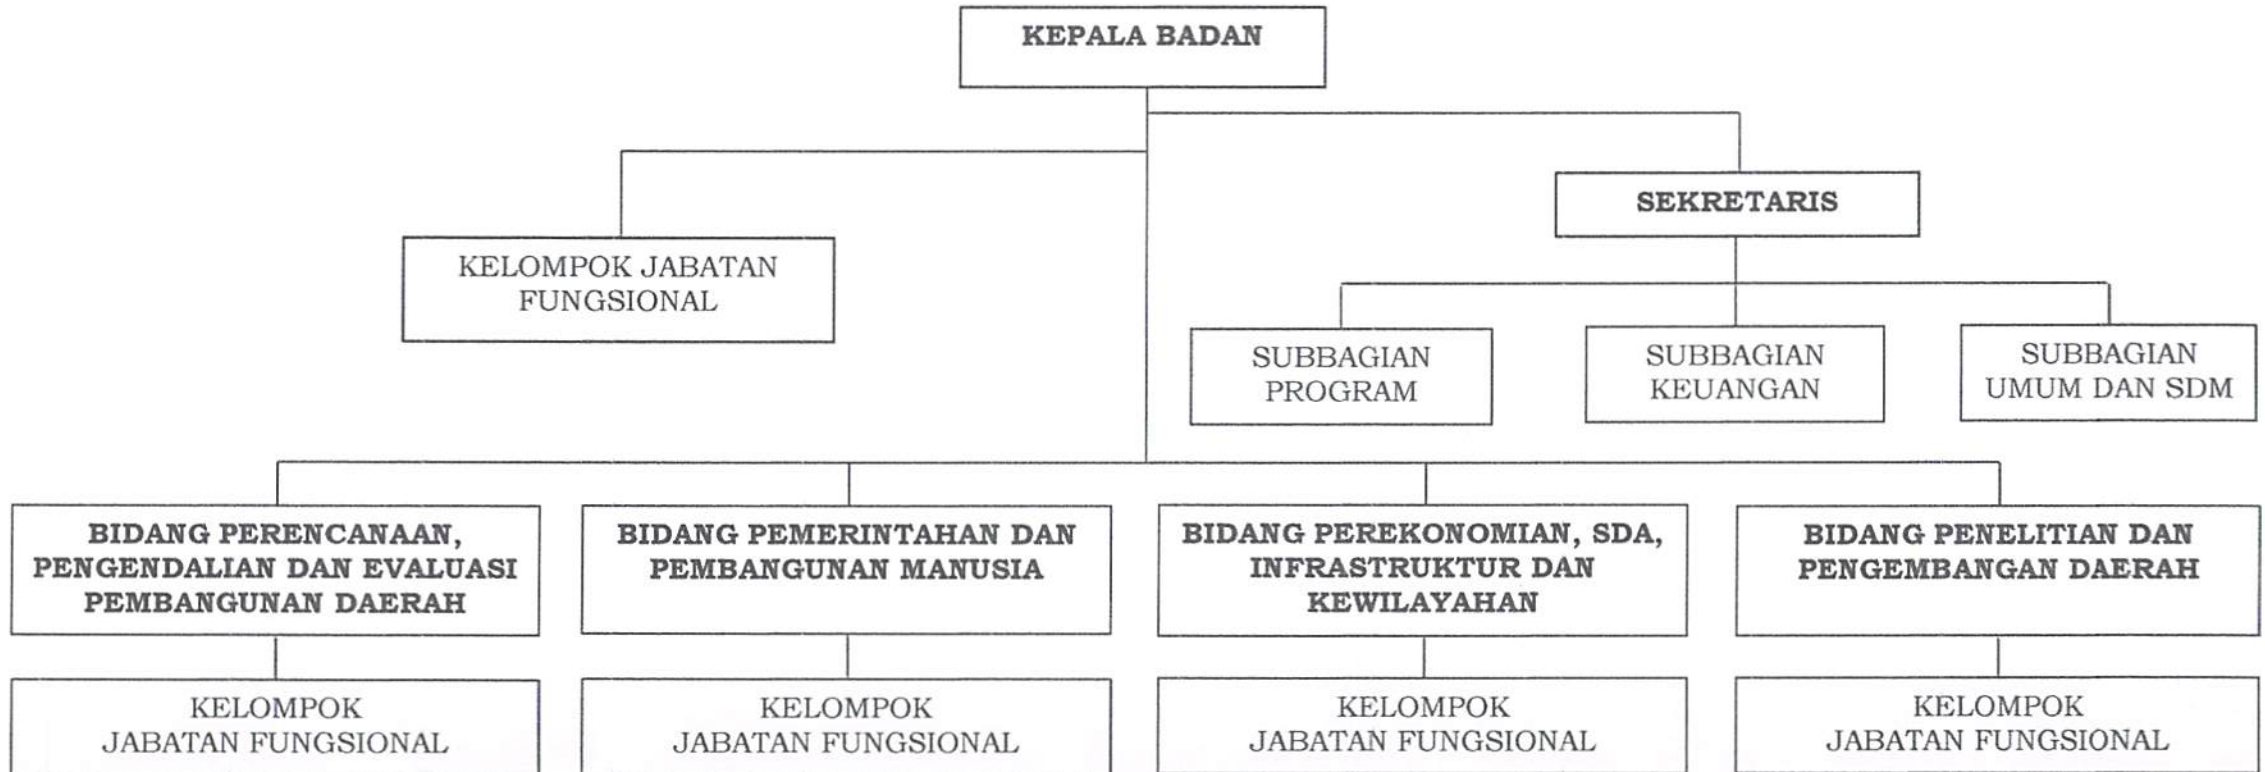 KEPALA BADAN
SEKRETARIS
KELOMPOK JABATAN
FUNGSIONAL
SUBBAGIAN
PROGRAM
SUBBAGIAN
KEUANGAN
SUBBAGIAN
UMUM DAN SDM
BIDANG PERENCANAAN,
PENGENDALIAN DAN EVALUASI
PEMBANGUNAN DAERAH
BIDANG PEMERINTAHAN DAN
PEMBANGUNAN MANUSIA
BIDANG PEREKONOMIAN, SDA,
INFRASTRUKTUR DAN
KEWILAYAHAN
BIDANG PENELITIAN DAN
PENGEMBANGAN DAERAH
KELOMPOK
JABATAN FUNGSIONAL
KELOMPOK
JABATAN FUNGSIONAL
KELOMPOK
JABATAN FUNGSIONAL
KELOMPOK
JABATAN FUNGSIONAL